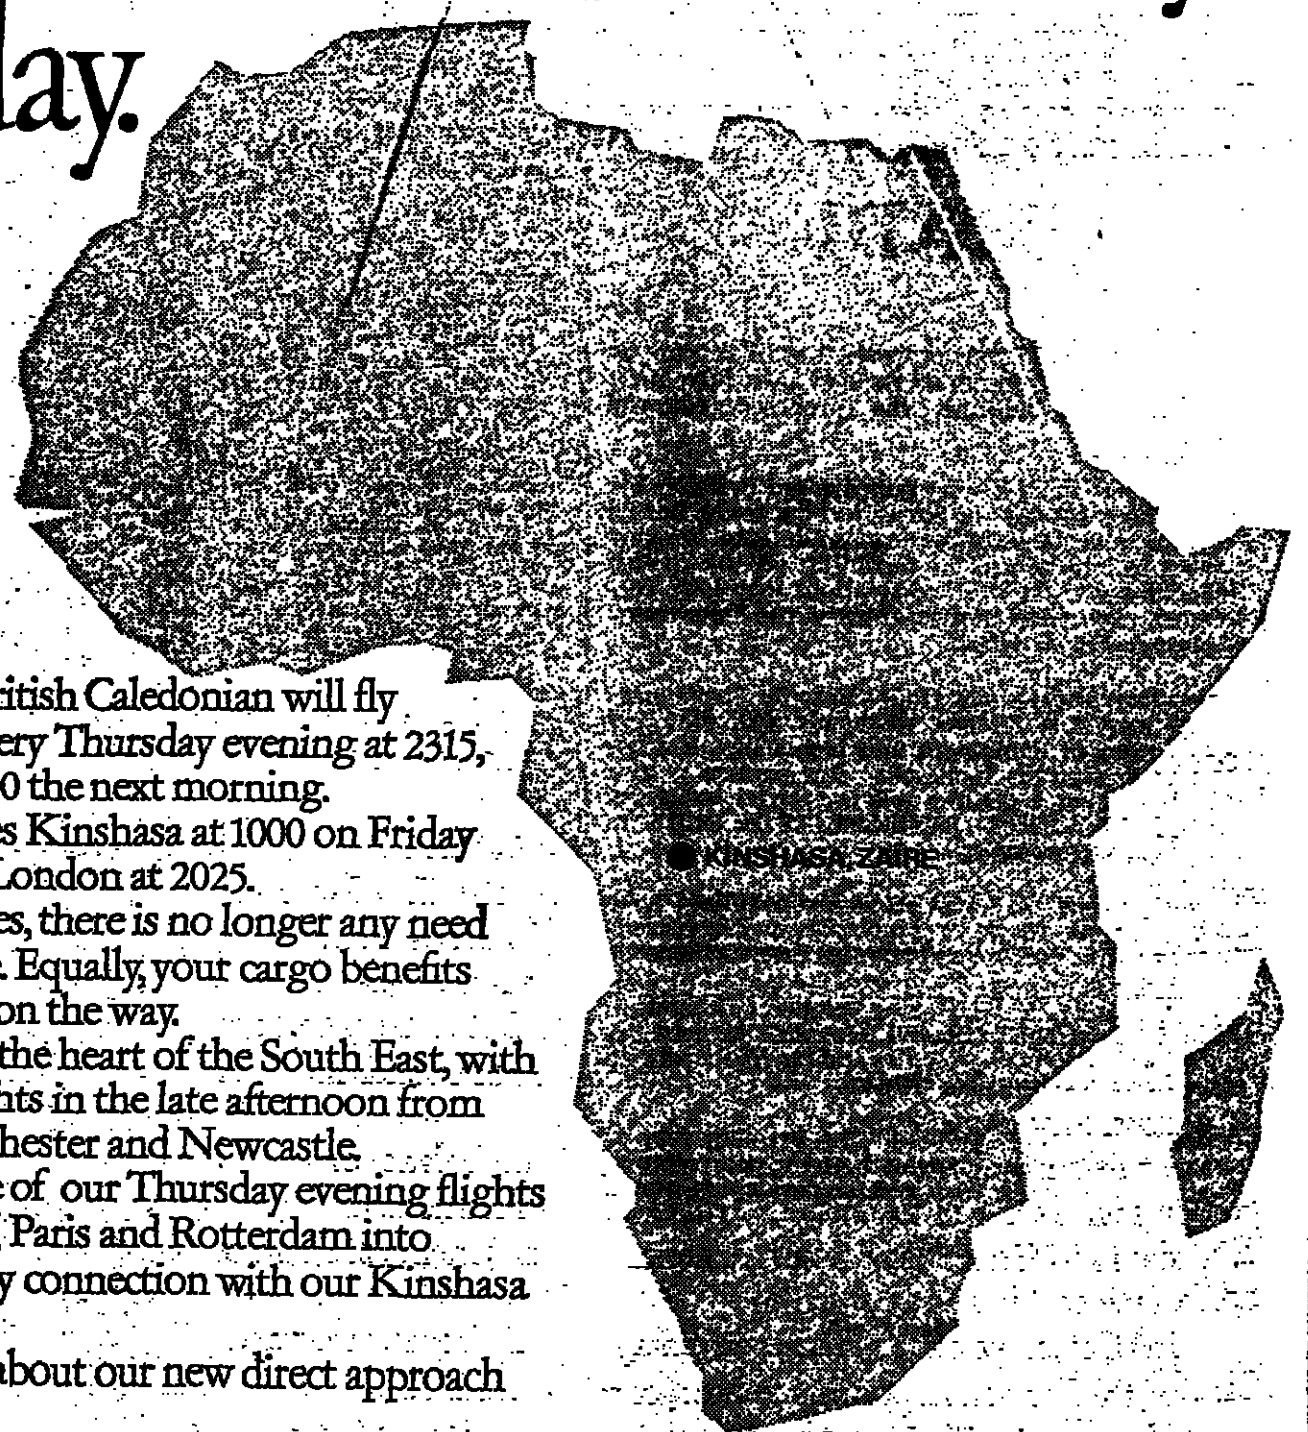 lay.
itish Caledonian will fly
ery Thursday evening at 2315,
0 the next morning.
s Kinshasa at 1000 on Friday
London at 2025.
es, there is no longer any need
. Equally, your cargo benefits
on the way.
the heart of the South East, with
hts in the late afternoon from
hester and Newcastle.
e of our Thursday evening flights
Paris and Rotterdam into
y connection with our Kinshasa
about our new direct approach
KINSHASA, ZAIRE